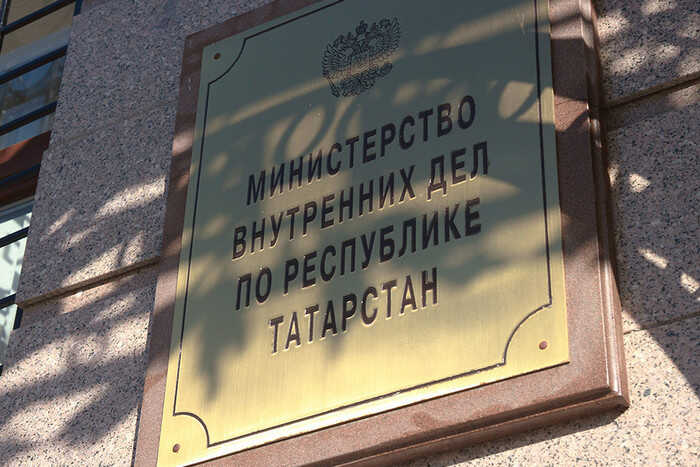 МИНИСТЕРСТВО
ВНУТРЕННИХ ДЕЛ
ПО РЕСПУБЛИКЕ
ТАТАРСТАН